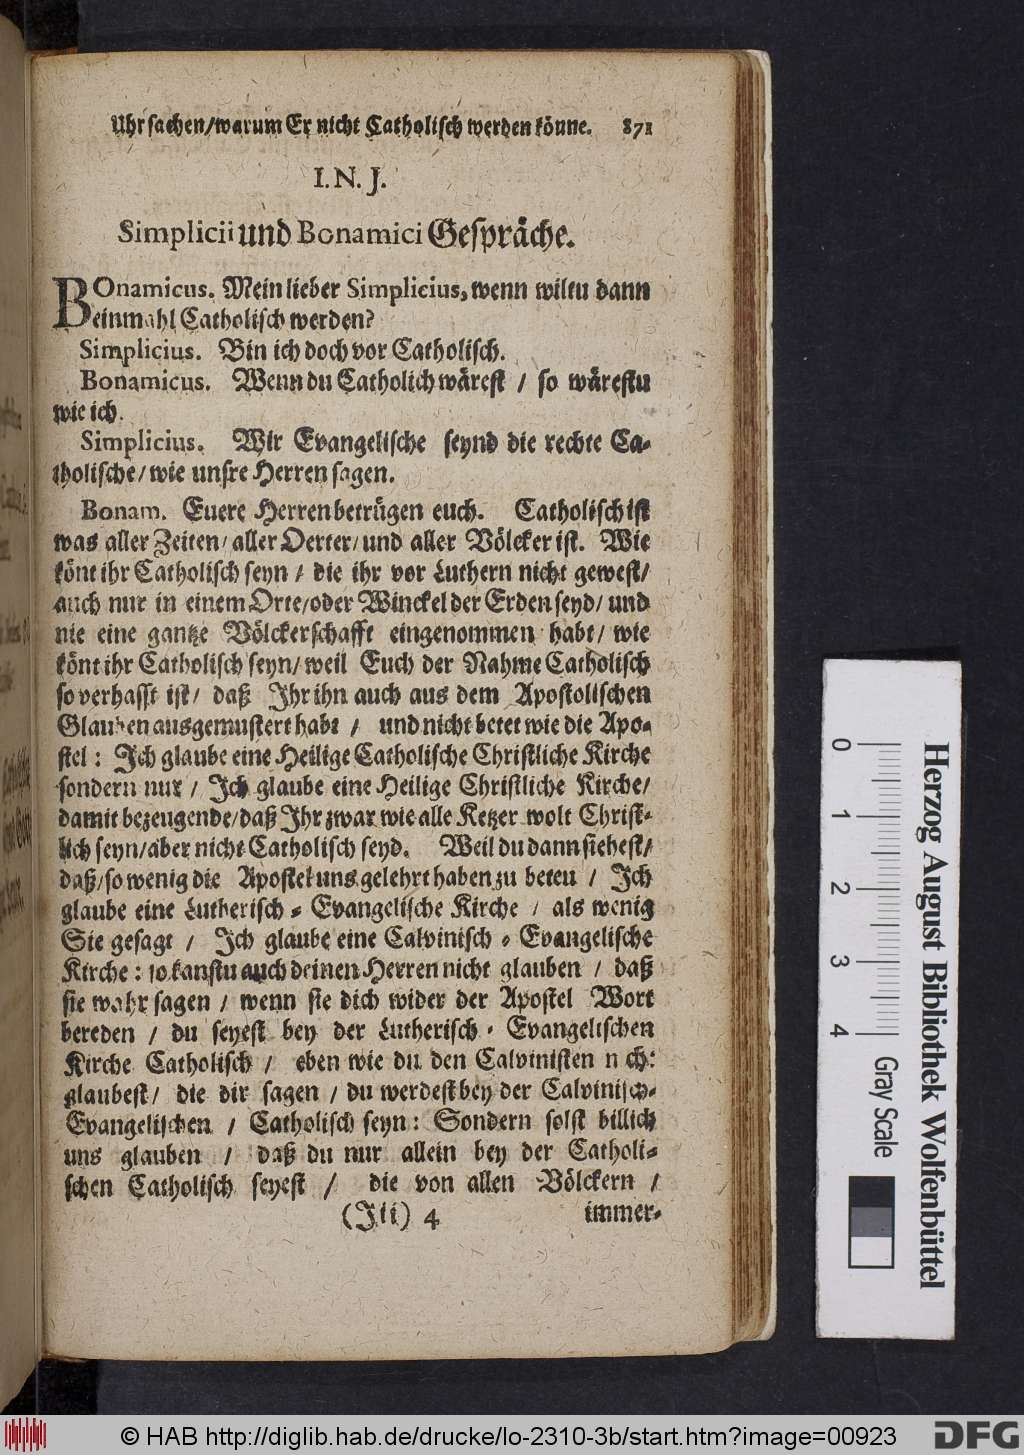 Uhrsachen/warum Er nicht Catholisch werden könne. 871
I. N. J.
Simplicii und Bonamici Gespräche.
BOnamicus. Mein lieber Simplicius, wenn wiltu dann
einmahl Catholisch werden?
Simplicius. Bin ich doch vor Catholisch.
Bonamicus. Wenn du Catholich wärest / so wärestu
wie ich.
Simplicius. Wir Evangelische seynd die rechte Ca-
tholische/ wie unsre Herren sagen.
Bonam. Euere Herren betrügen euch. Catholisch ist
was aller Zeiten/ aller Oerter/ und aller Völcker ist. Wie
könt ihr Catholisch seyn / die ihr vor Luthern nicht gewest/
auch nur in einem Orte/oder Winckel der Erden seyd/ und
nie eine gantze Völckerschafft eingenommen habt/ wie
könt ihr Catholisch seyn/ weil Euch der Nahme Catholisch
so verhasst ist/ daß Ihr ihn auch aus dem Apostolischen
Glauben ausgemustert habt / und nicht betet wie die Apo-
stel: Ich glaube eine Heilige Catholische Christliche Kirche
sondern nur / Ich glaube eine Heilige Christliche Kirche/
damit bezeugende/daß Ihr zwar wie alle Ketzer wolt Christ-
lich seyn/aber nicht Catholisch seyd. Weil du dann siehest/
daß/so wenig die Apostel uns gelehrt haben zu beteu / Ich
glaube eine Lutherisch-Evangelische Kirche / als wenig
Sie gesagt / Ich glaube eine Calvinisch-Evangelische
Kirche: so kanstu auch deinen Herren nicht glauben / daß
sie wahr sagen / wenn sie dich wider der Apostel Wort
bereden / du seyest bey der Lutherisch-Evangelischen
Kirche Catholisch / eben wie du den Calvinisten nicht
glaubest/ die dir sagen / du werdest bey der Calvinisch-
Evangelischen / Catholisch seyn: Sondern solst billich
uns glauben / daß du nur allein bey der Catholi-
schen Catholisch seyest / die von allen Völckern /
(Iii) 4 immer-
0 1 2 3 4
Gray Scale
Herzog August Bibliothek Wolfenbüttel
© HAB http://diglib.hab.de/drucke/lo-2310-3b/start.htm?image=00923
DFG